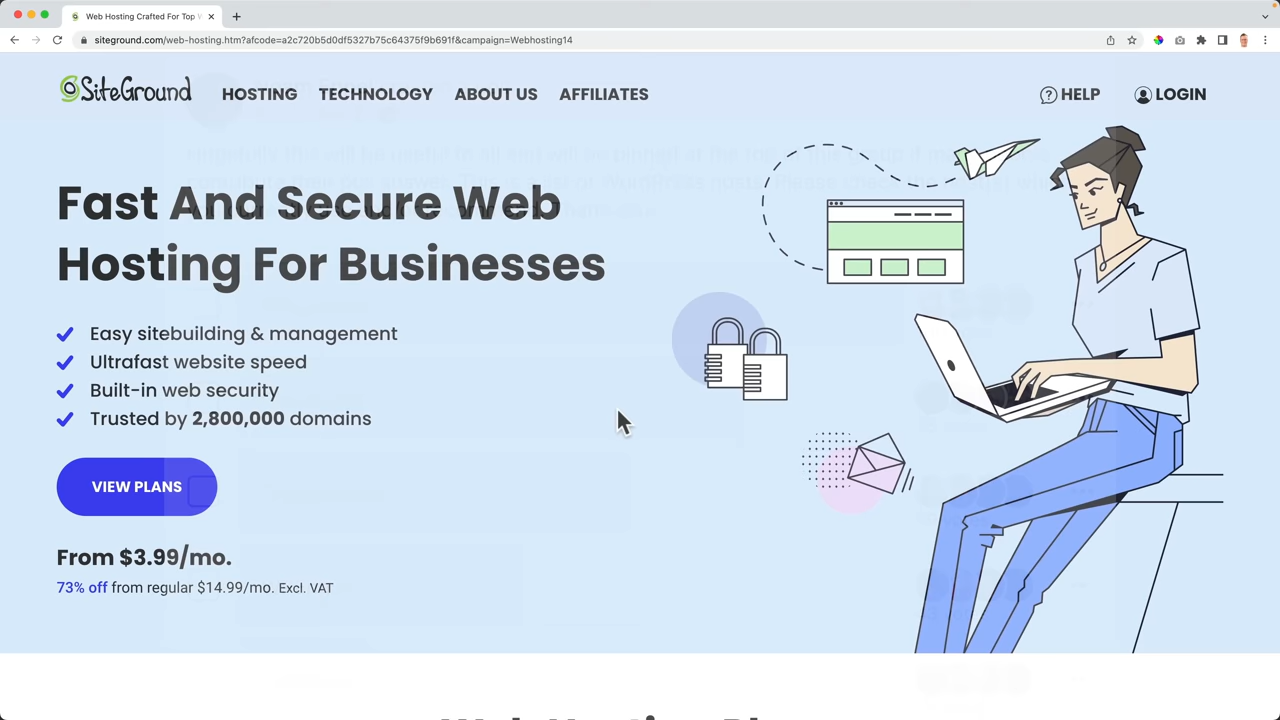 Web Hosting Crafted For Top W
siteground.com/web-hosting.htm?afcode=a2c720b5d0df5327b75c64375f9b691f&campaign=Webhosting14
SiteGround HOSTING TECHNOLOGY ABOUT US AFFILIATES HELP LOGIN
Fast And Secure Web
Hosting For Businesses
Easy sitebuilding & management
Ultrafast website speed
Built-in web security
Trusted by 2,800,000 domains
VIEW PLANS
From $3.99/mo.
73% off from regular $14.99/mo. Excl. VAT